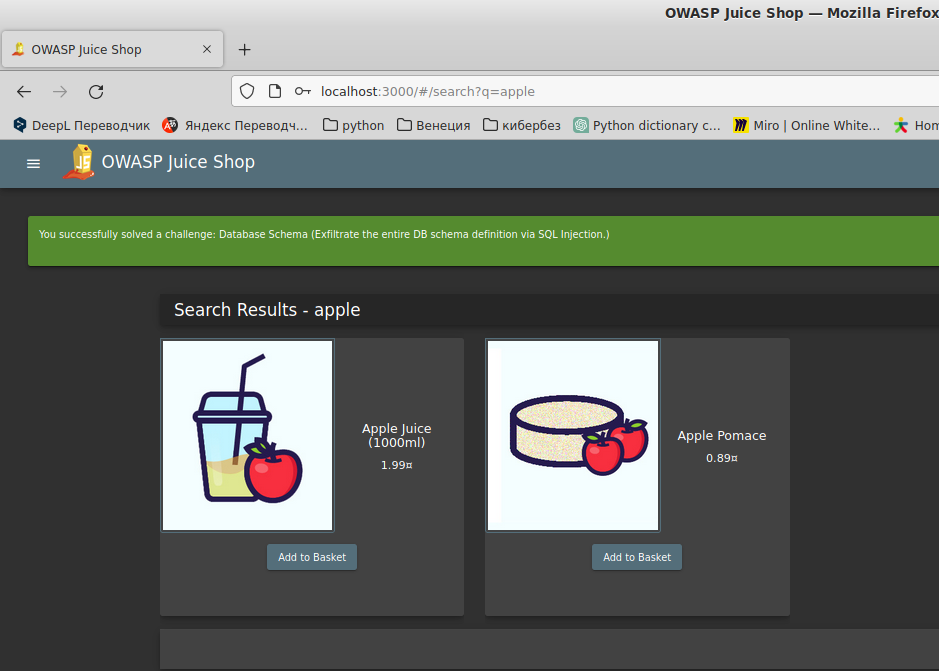 OWASP Juice Shop — Mozilla Firefox
OWASP Juice Shop
localhost:3000/#/search?q=apple
DeepL Переводчик Яндекс Переводч… python Венеция кибербез Python dictionary c… Miro | Online White… Hom
OWASP Juice Shop
You successfully solved a challenge: Database Schema (Exfiltrate the entire DB schema definition via SQL Injection.)
Search Results - apple
Apple Juice
(1000ml)
1.99¤
Add to Basket
Apple Pomace
0.89¤
Add to Basket